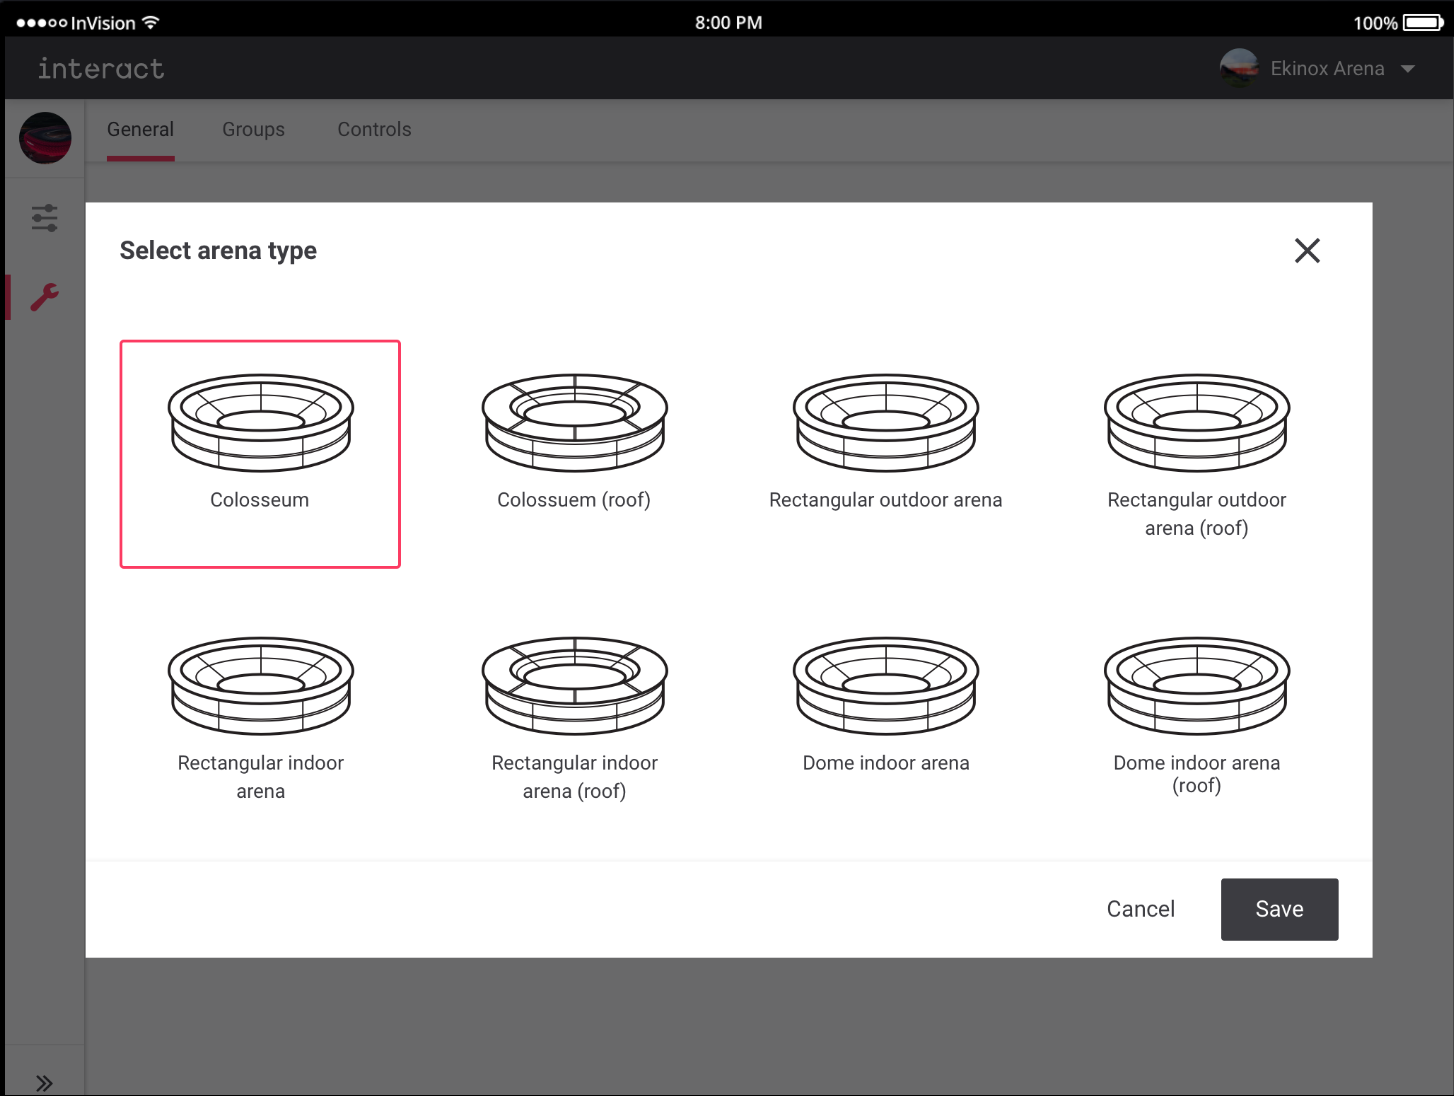 InVision
8:00 PM
100%
interact
Ekinox Arena
General
Groups
Controls
Select arena type
Colosseum
Colossuem (roof)
Rectangular outdoor arena
Rectangular outdoor
arena (roof)
Rectangular indoor
arena
Rectangular indoor
arena (roof)
Dome indoor arena
Dome indoor arena
(roof)
Cancel
Save